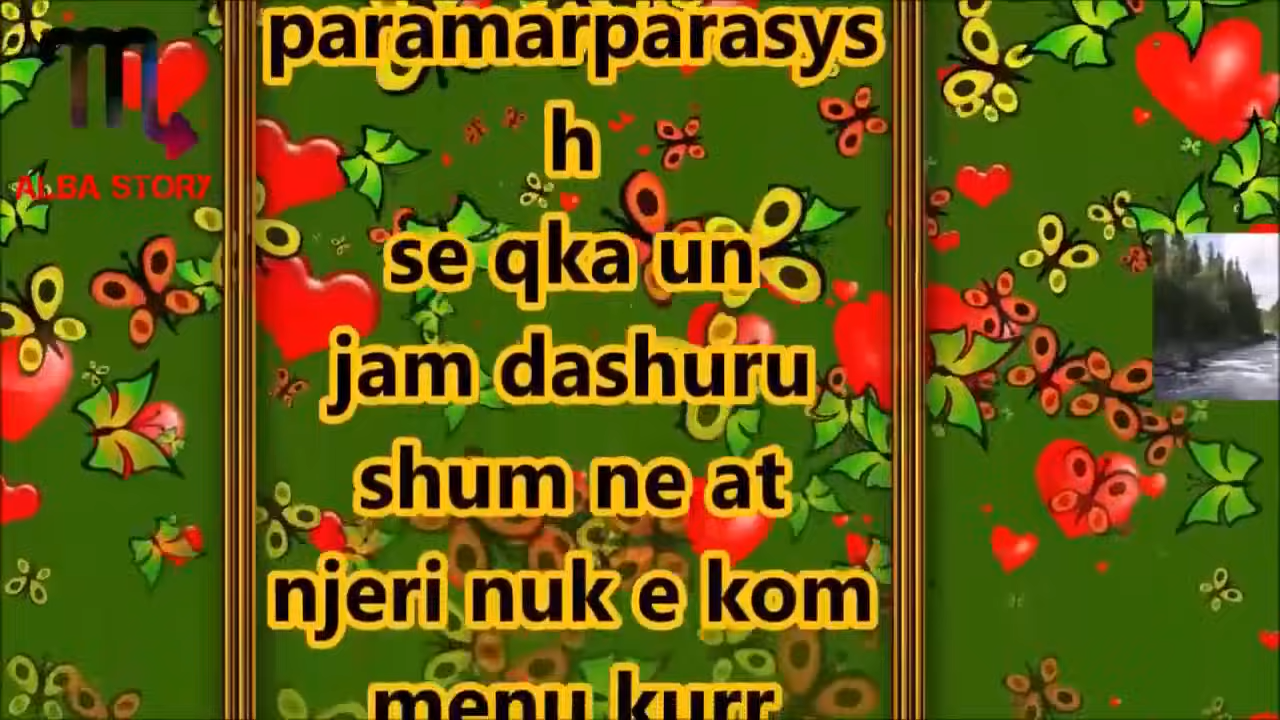 paramarparasys
h
ALBA STORY
se qka un
jam dashuru
shum ne at
njeri nuk e kom
menu kurr